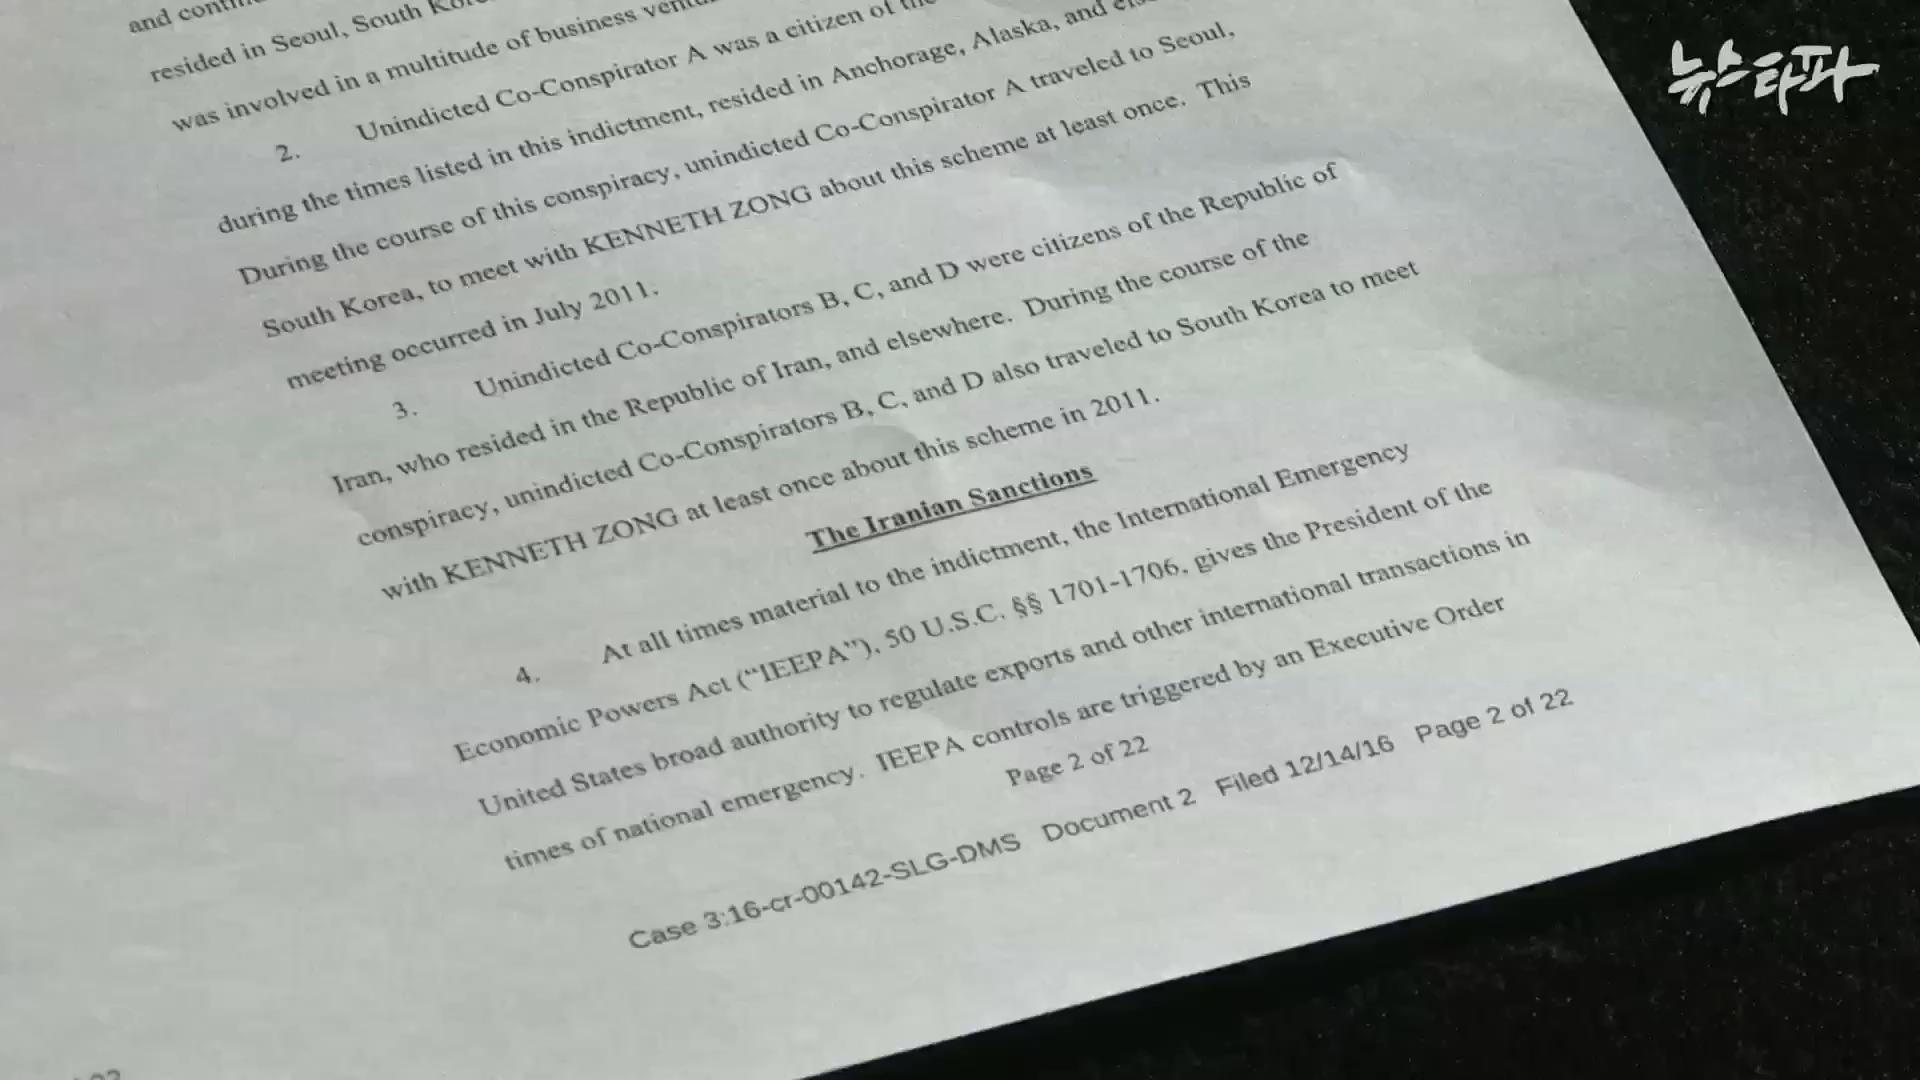 and
resided in Seoul, South
was involved in a multitude of business
2. Unindicted Co-Conspirator A was a citizen of
during the times listed in this indictment, resided in Anchorage, Alaska, and
During the course of this conspiracy, unindicted Co-Conspirator A traveled to Seoul,
South Korea, to meet with KENNETH ZONG about this scheme at least once. This
meeting occurred in July 2011.
3. Unindicted Co-Conspirators B, C, and D were citizens of the Republic of
Iran, who resided in the Republic of Iran, and elsewhere. During the course of the
conspiracy, unindicted Co-Conspirators B, C, and D also traveled to South Korea to meet
with KENNETH ZONG at least once about this scheme in 2011.
The Iranian Sanctions
4. At all times material to the indictment, the International Emergency
Economic Powers Act (“IEEPA”), 50 U.S.C. §§ 1701-1706, gives the President of the
United States broad authority to regulate exports and other international transactions in
times of national emergency. IEEPA controls are triggered by an Executive Order
Page 2 of 22
Case 3:16-cr-00142-SLG-DMS Document 2 Filed 12/14/16 Page 2 of 22
뉴스타파